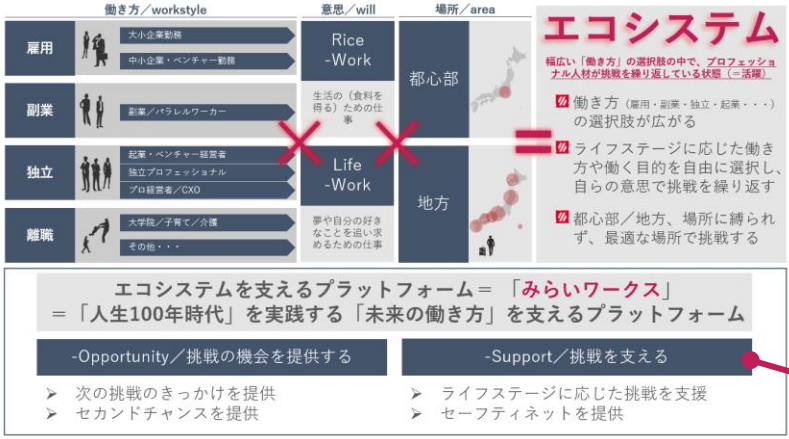 働き方/workstyle
意思/will
場所/area
雇用
大小企業勤務
中小企業・ベンチャー勤務
副業
副業/パラレルワーカー
独立
起業・ベンチャー経営者
独立プロフェッショナル
プロ経営者/CXO
離職
大学院/子育て/介護
その他・・・
Rice
-Work
生活の（食料を
得る）ための仕
事
Life
-Work
夢や自分の好き
なことを追い求
めるための仕事
都心部
地方
エコシステム
幅広い「働き方」の選択肢の中で、プロフェッショ
ナル人材が挑戦を繰り返している状態（＝活躍）
働き方（雇用・副業・独立・起業・・・）
の選択肢が広がる
ライフステージに応じた働き
方や働く目的を自由に選択し、
自らの意思で挑戦を繰り返す
都心部/地方、場所に縛られ
ず、最適な場所で挑戦する
エコシステムを支えるプラットフォーム＝「みらいワークス」
＝「人生100年時代」を実践する「未来の働き方」を支えるプラットフォーム
-Opportunity/挑戦の機会を提供する
➢ 次の挑戦のきっかけを提供
➢ セカンドチャンスを提供
-Support/挑戦を支える
➢ ライフステージに応じた挑戦を支援
➢ セーフティネットを提供